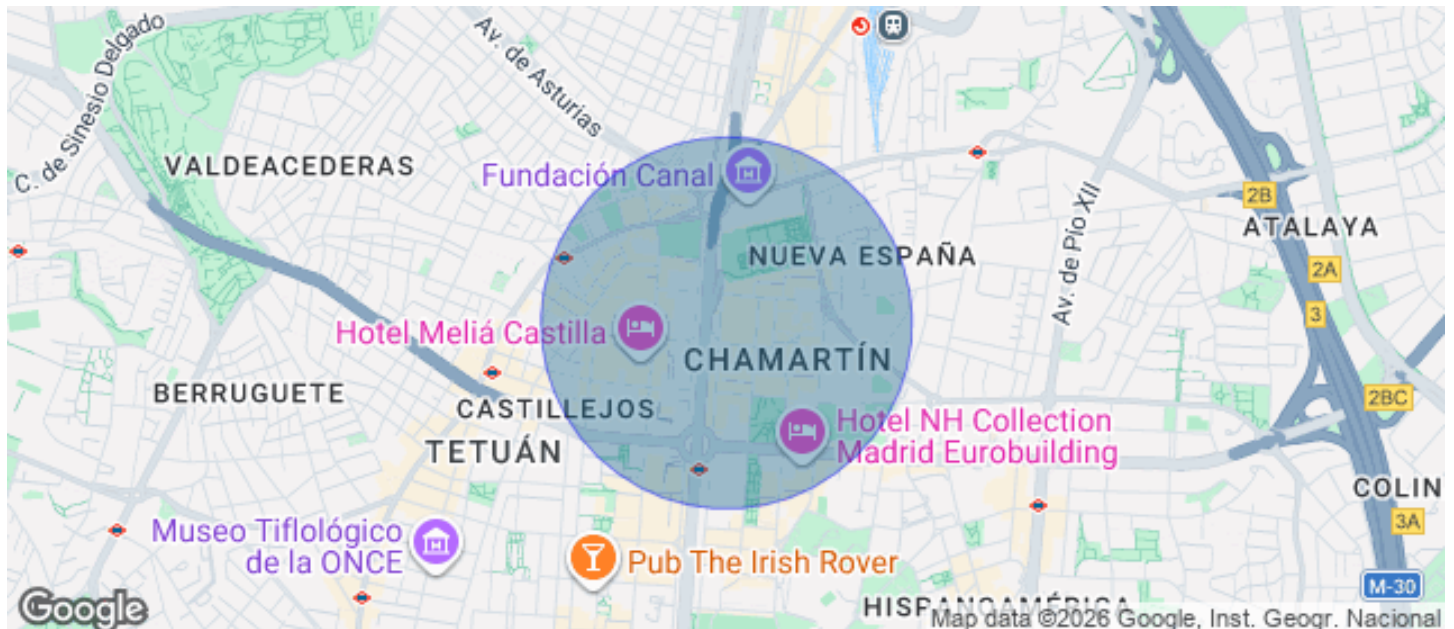 C. de Sinesio Delgado
Av. de Asturias
VALDEACEDERAS
Fundación Canal
Av. de Pío XII
2B
ATALAYA
NUEVA ESPAÑA
2A
3
Hotel Meliá Castilla
CHAMARTÍN
BERRUGUETE
CASTILLEJOS
2BC
TETUÁN
Hotel NH Collection
Madrid Eurobuilding
COLIN
3A
Museo Tiflológico
de la ONCE
Pub The Irish Rover
M-30
HISPANOAMÉRICA
Google
Map data ©2026 Google, Inst. Geogr. Nacional